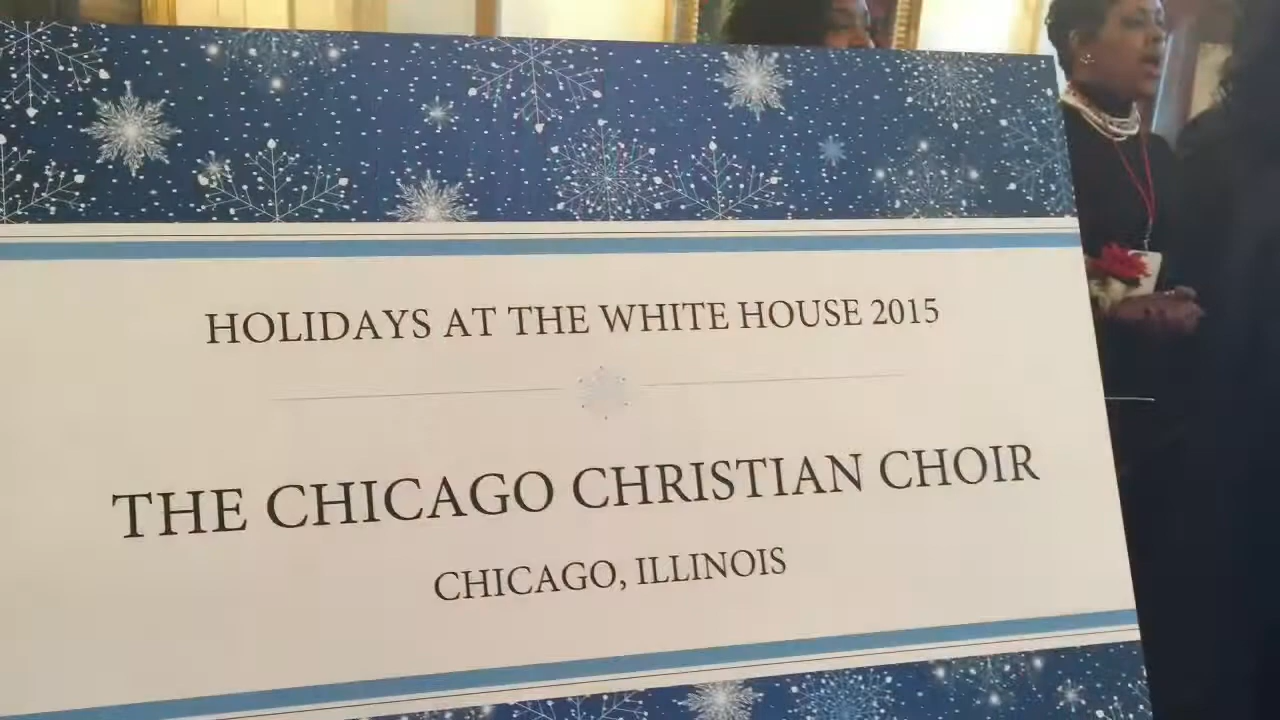 HOLIDAYS AT THE WHITE HOUSE 2015
THE CHICAGO CHRISTIAN CHOIR
CHICAGO, ILLINOIS